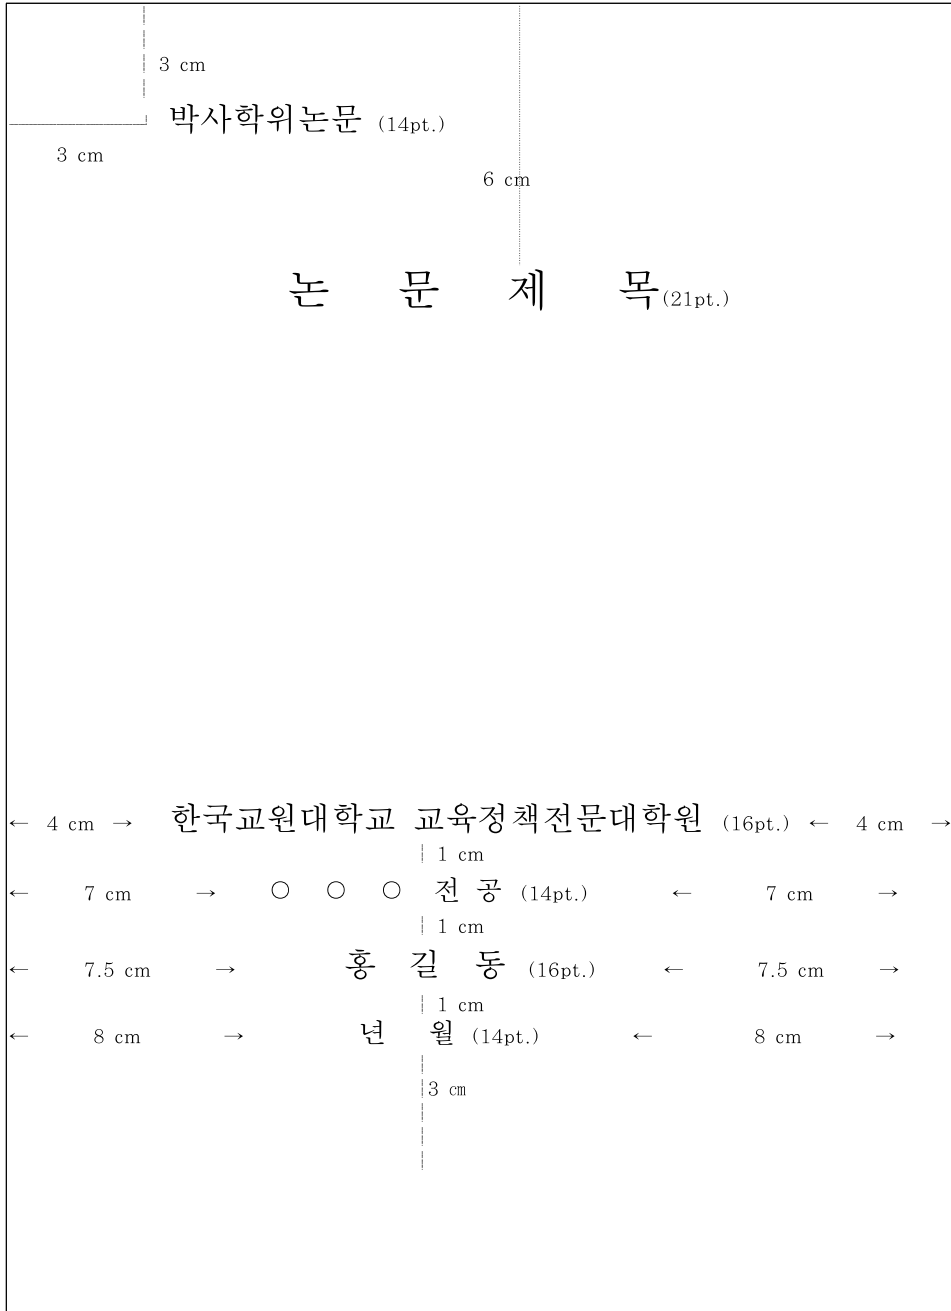 3 cm
박사학위논문 (14pt.)
3 cm
6 cm
논 문 제 목(21pt.)
← 4 cm → 한국교원대학교 교육정책전문대학원 (16pt.) ← 4 cm →
1 cm
← 7 cm → ○ ○ ○ 전 공 (14pt.) ← 7 cm →
1 cm
← 7.5 cm → 홍 길 동 (16pt.) ← 7.5 cm →
1 cm
← 8 cm → 년 월 (14pt.) ← 8 cm →
3 ㎝